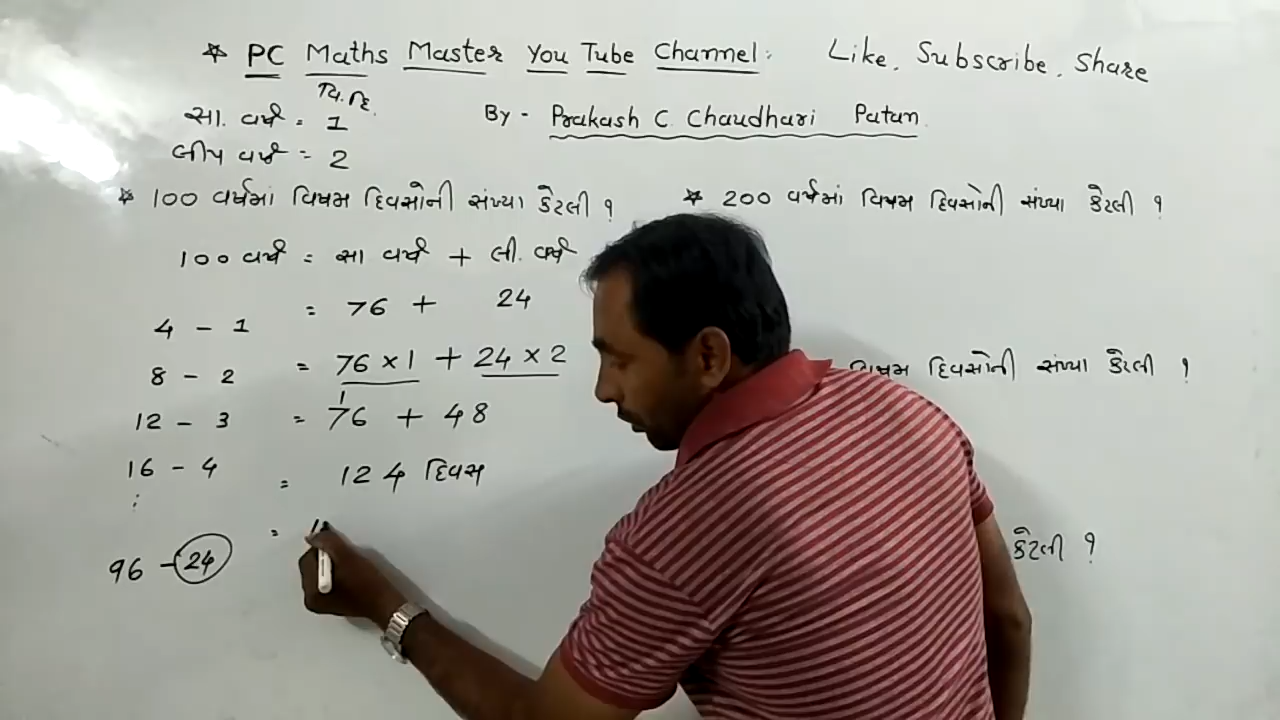 * PC Maths Master You Tube Channel: Like, Subscribe, Share
વિ.દિ.
સા. વર્ષ = 1
By - Prakash C Chaudhari Patan.
લીપ વર્ષ = 2
* 100 વર્ષમાં વિષમ દિવસોની સંખ્યા કેટલી ?
* 200 વર્ષમાં વિષમ દિવસોની સંખ્યા કેટલી ?
100 વર્ષ = સા વર્ષ + લી. વર્ષ
= 76 + 24
4 - 1
= 76 × 1 + 24 × 2
8 - 2
વિષમ દિવસોની સંખ્યા કેટલી ?
1
= 76 + 48
12 - 3
16 - 4
= 124 દિવસ
:
=
96 - 24
કેટલી ?